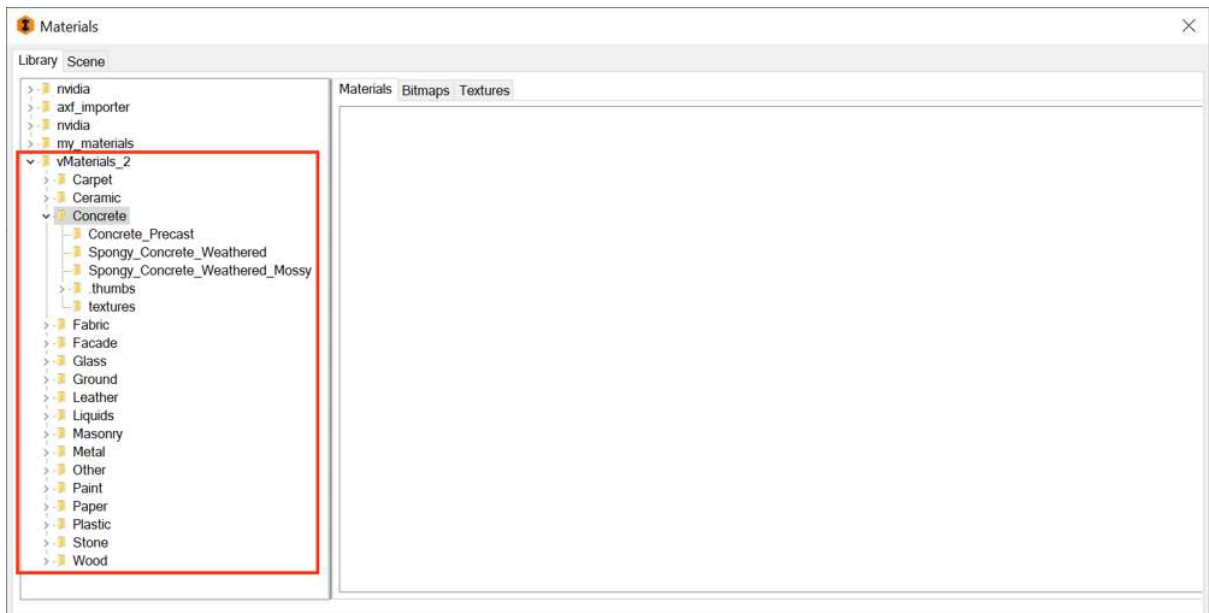 Materials
Library Scene
nvidia
axf_importer
nvidia
my_materials
vMaterials_2
Carpet
Ceramic
Concrete
Concrete_Precast
Spongy_Concrete_Weathered
Spongy_Concrete_Weathered_Mossy
.thumbs
textures
Fabric
Facade
Glass
Ground
Leather
Liquids
Masonry
Metal
Other
Paint
Paper
Plastic
Stone
Wood
Materials Bitmaps Textures